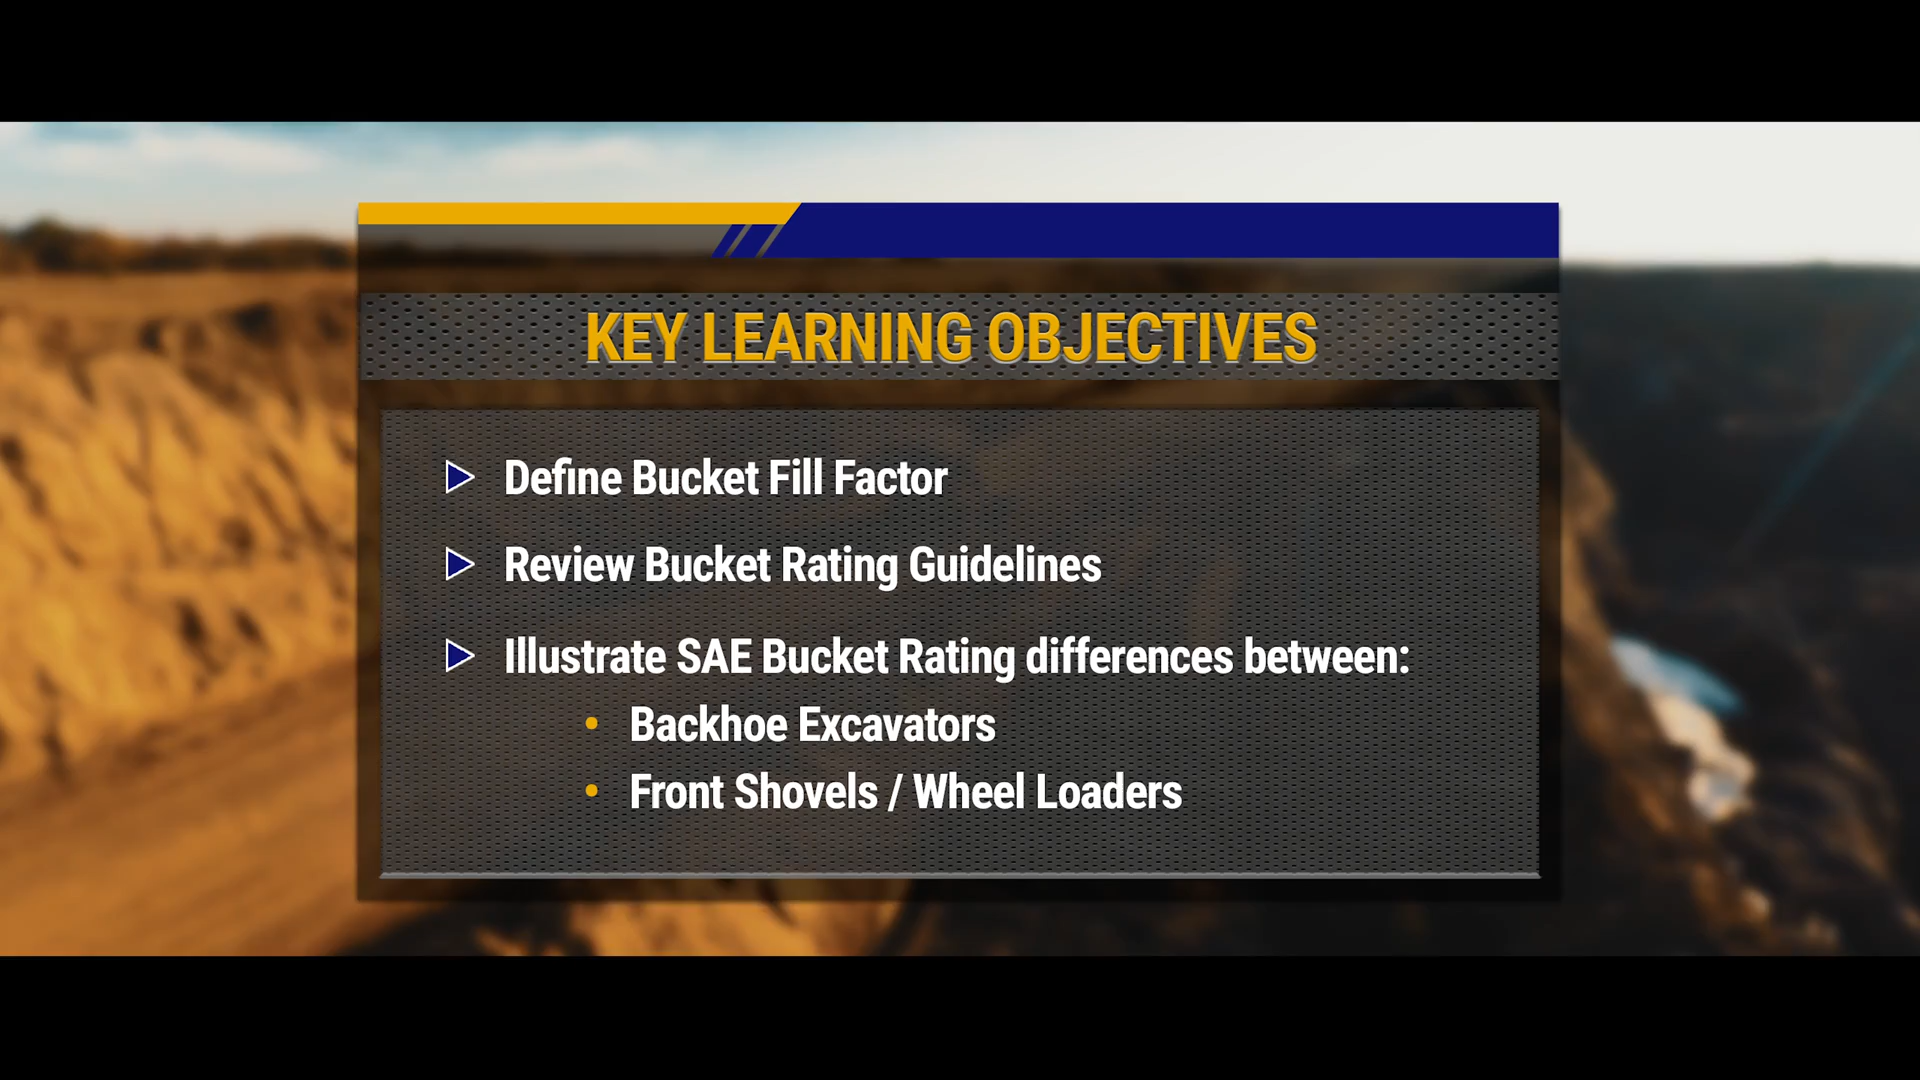 KEY LEARNING OBJECTIVES
Define Bucket Fill Factor
Review Bucket Rating Guidelines
Illustrate SAE Bucket Rating differences between:
• Backhoe Excavators
• Front Shovels / Wheel Loaders